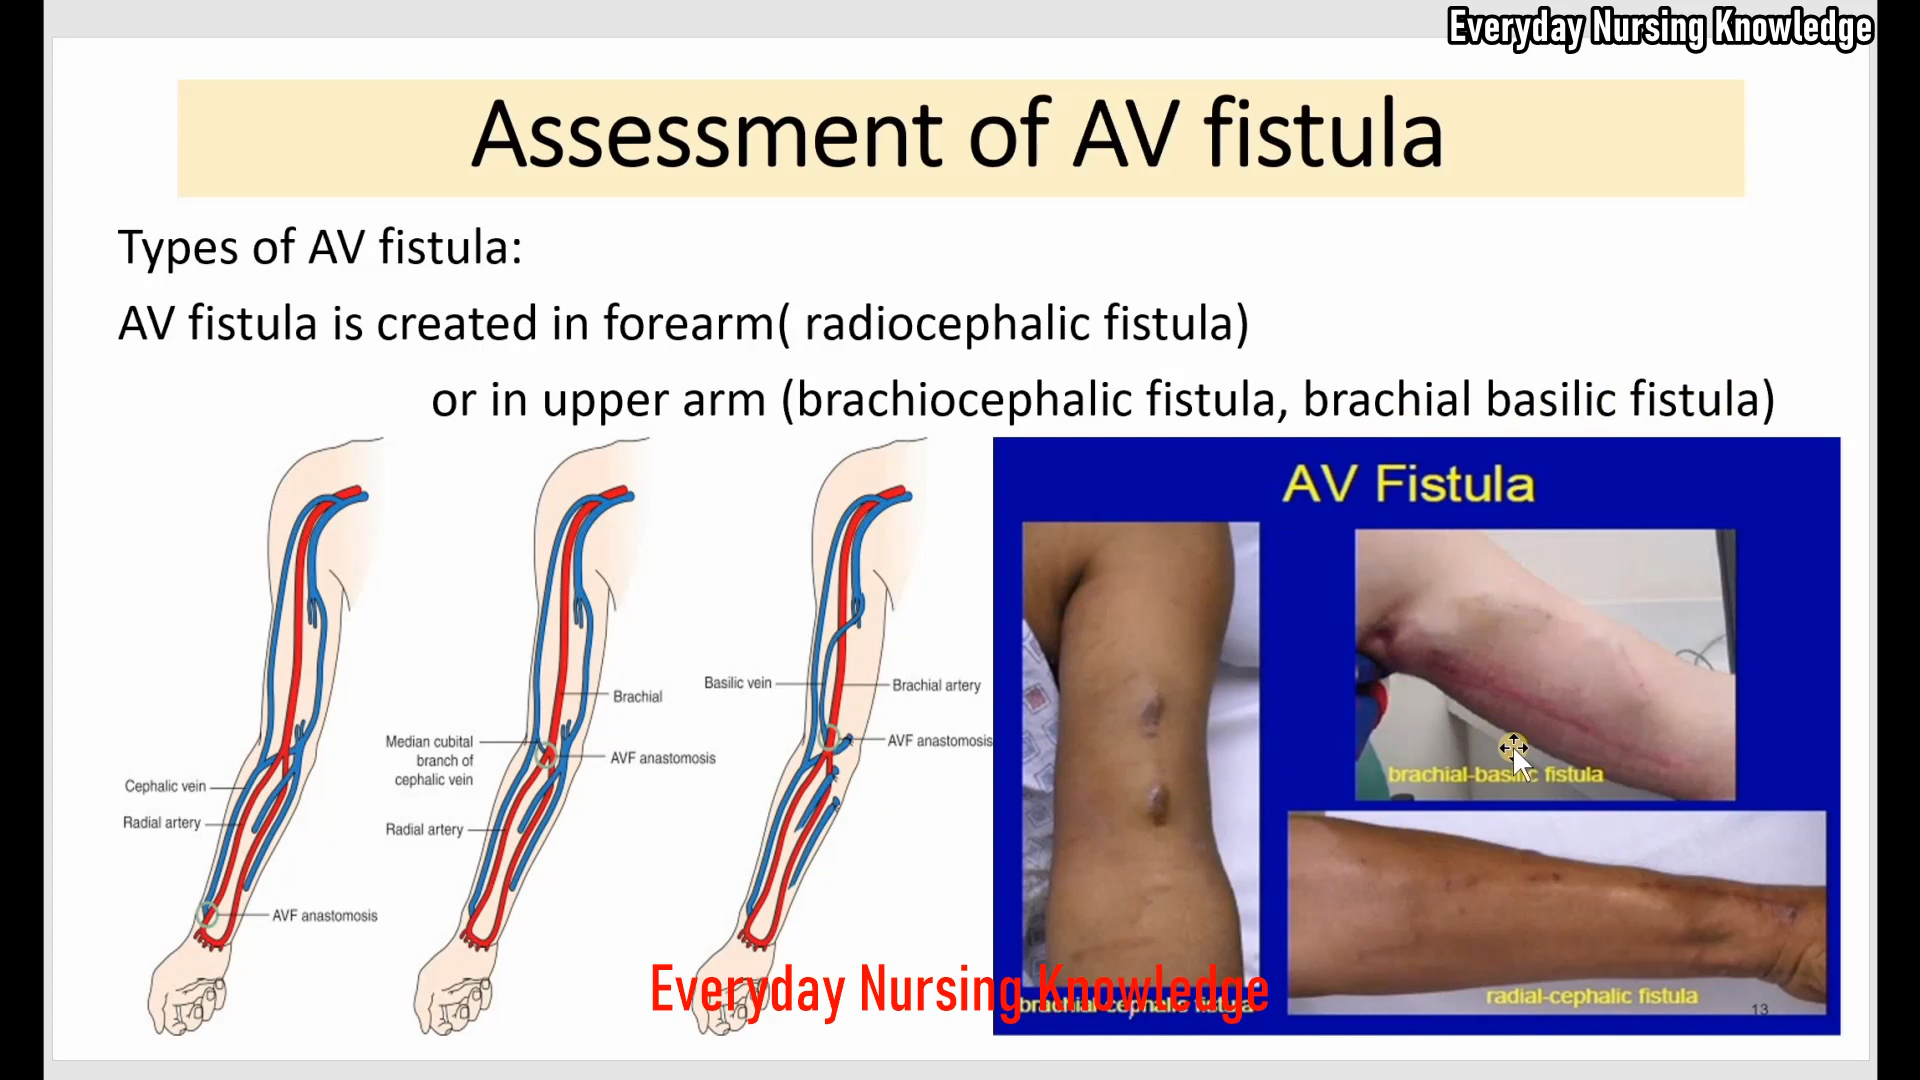 Everyday Nursing Knowledge
Assessment of AV fistula
Types of AV fistula:
AV fistula is created in forearm( radiocephalic fistula)
or in upper arm (brachiocephalic fistula, brachial basilic fistula)
Cephalic vein
Radial artery
AVF anastomosis
Brachial
Median cubital
branch of
cephalic vein
AVF anastomosis
Radial artery
Basilic vein
Brachial artery
AVF anastomosis
AV Fistula
brachial-basilic fistula
brachial-cephalic fistula
radial-cephalic fistula
13
Everyday Nursing Knowledge